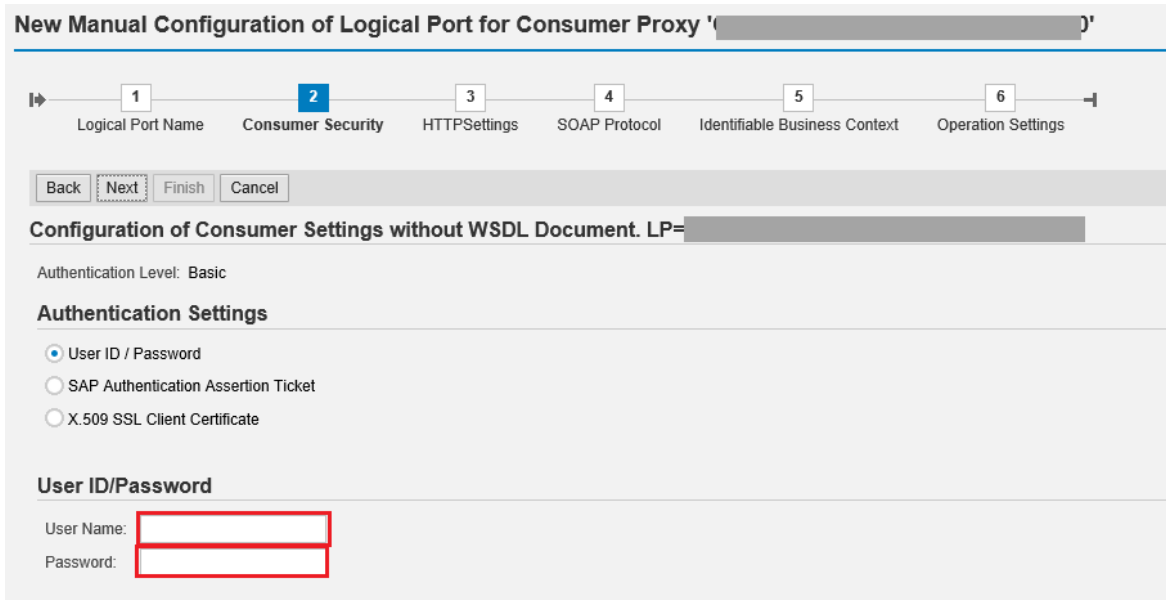 New Manual Configuration of Logical Port for Consumer Proxy '
1 2 3 4 5 6
Logical Port Name Consumer Security HTTPSettings SOAP Protocol Identifiable Business Context Operation Settings
Back Next Finish Cancel
Configuration of Consumer Settings without WSDL Document. LP=
Authentication Level: Basic
Authentication Settings
User ID / Password
SAP Authentication Assertion Ticket
X.509 SSL Client Certificate
User ID/Password
User Name:
Password: